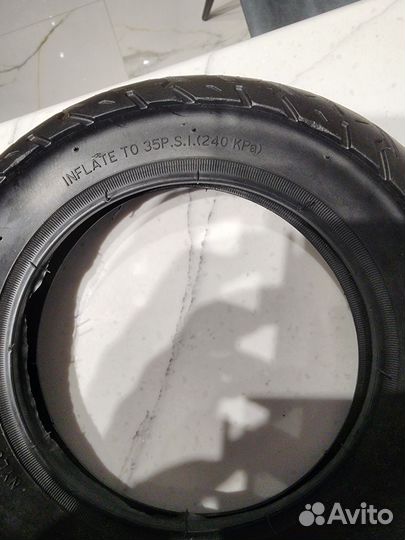 INFLATE TO 35P.S.I.(240 KPa)
Avito